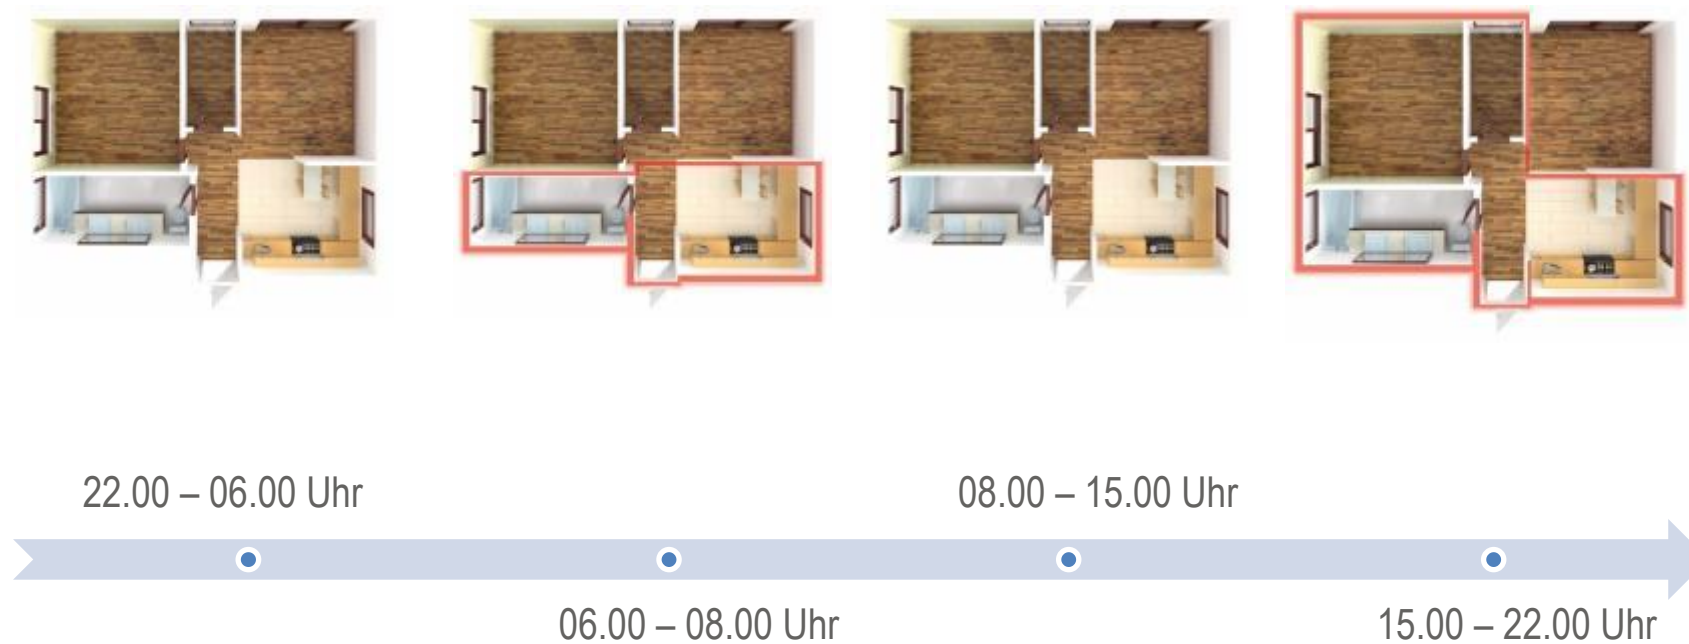 22.00 – 06.00 Uhr
08.00 – 15.00 Uhr
06.00 – 08.00 Uhr
15.00 – 22.00 Uhr